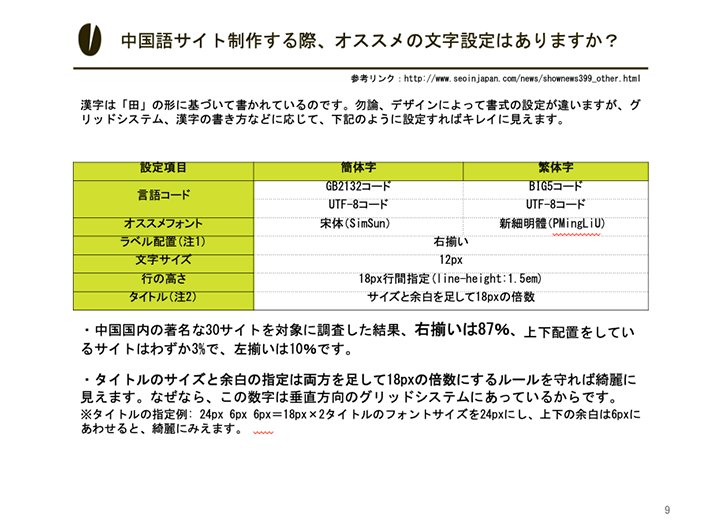 中国語サイト制作する際、オススメの文字設定はありますか？
参考リンク：http://www.seoinjapan.com/news/shownews399_other.html
漢字は「田」の形に基づいて書かれているのです。勿論、デザインによって書式の設定が違いますが、グ
リッドシステム、漢字の書き方などに応じて、下記のように設定すればキレイに見えます。
設定項目 簡体字 繁体字
言語コード GB2132コード BIG5コード
UTF-8コード UTF-8コード
オススメフォント 宋体(SimSun) 新細明體(PMingLiU)
ラベル配置(注1) 右揃い
文字サイズ 12px
行の高さ 18px行間指定(line-height:1.5em)
タイトル(注2) サイズと余白を足して18pxの倍数
・中国国内の著名な30サイトを対象に調査した結果、右揃いは87%、上下配置をしてい
るサイトはわずか3%で、左揃いは10%です。
・タイトルのサイズと余白の指定は両方を足して18pxの倍数にするルールを守れば綺麗に
見えます。なぜなら、この数字は垂直方向のグリッドシステムにあっているからです。
※タイトルの指定例: 24px 6px 6px＝18px×2タイトルのフォントサイズを24pxにし、上下の余白は6pxに
あわせると、綺麗にみえます。
9